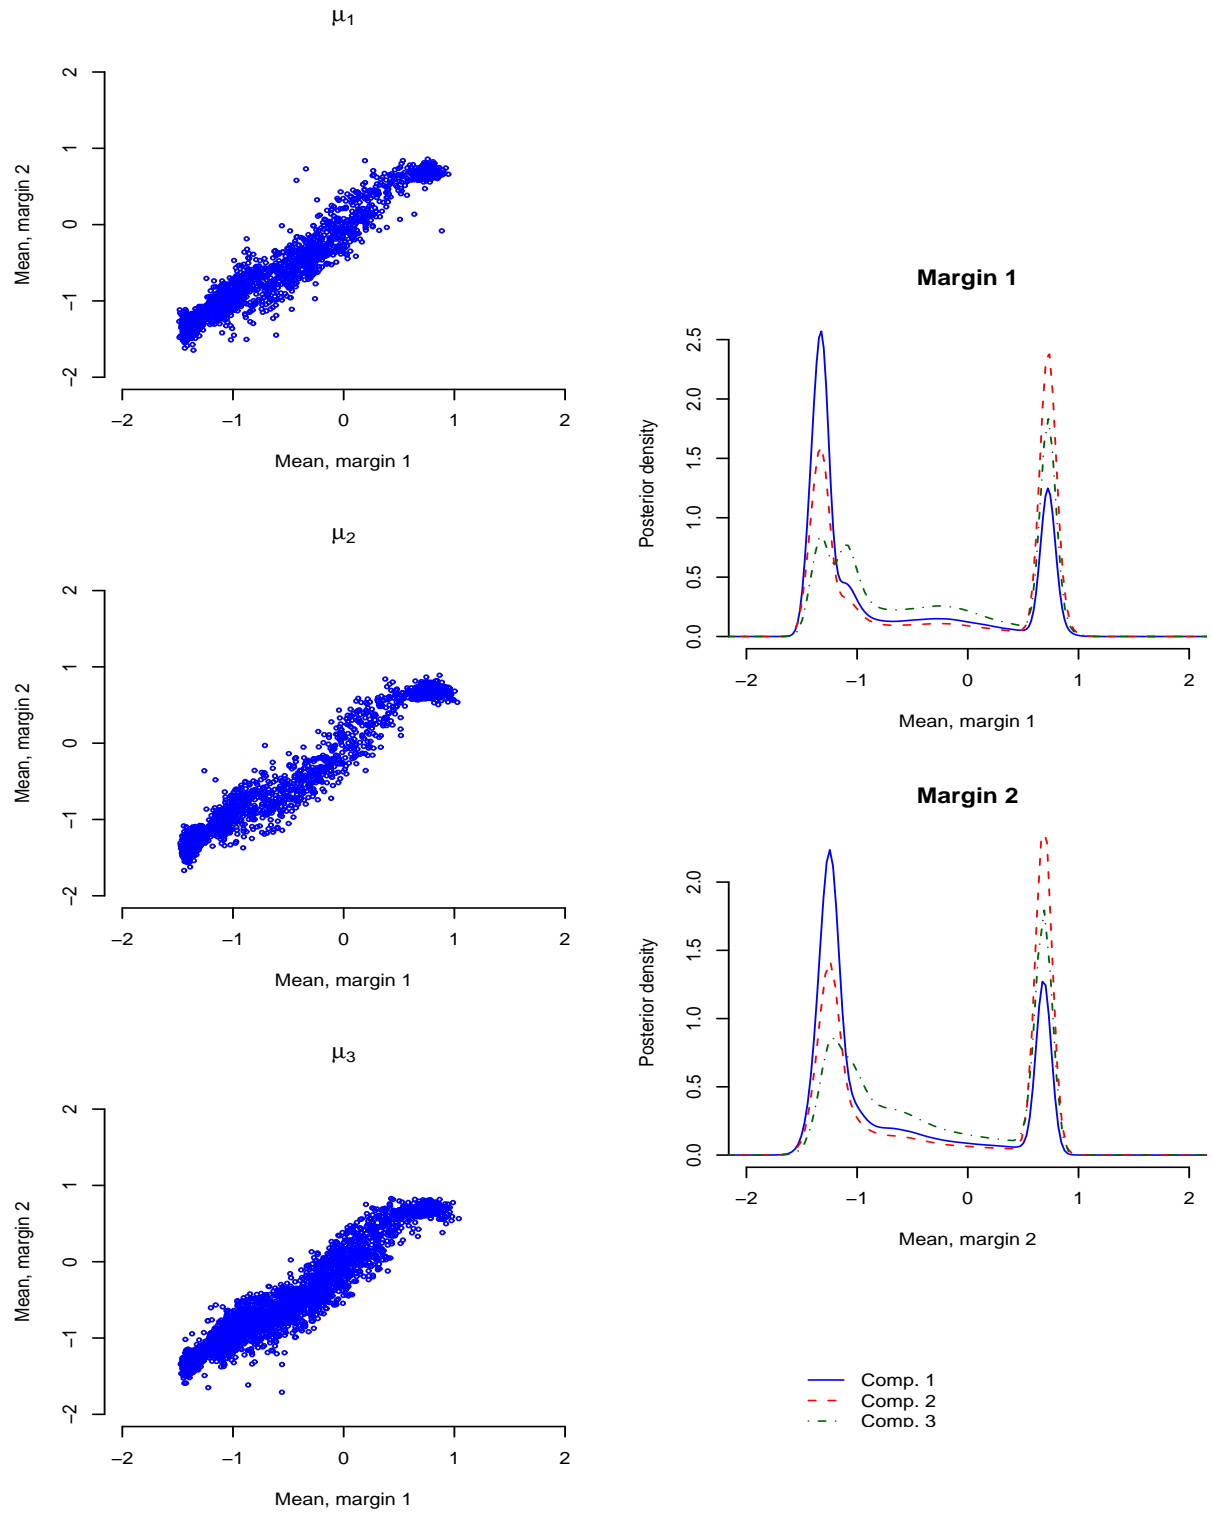 μ1
2
1
0
−1
−2
Mean, margin 2
−2 −1 0 1 2
Mean, margin 1
μ2
2
1
0
−1
−2
Mean, margin 2
−2 −1 0 1 2
Mean, margin 1
μ3
2
1
0
−1
−2
Mean, margin 2
−2 −1 0 1 2
Mean, margin 1
Margin 1
2.5
2.0
1.5
1.0
0.5
0.0
Posterior density
−2 −1 0 1 2
Mean, margin 1
Margin 2
2.0
1.5
1.0
0.5
0.0
Posterior density
−2 −1 0 1 2
Mean, margin 2
Comp. 1
Comp. 2
Comp. 3